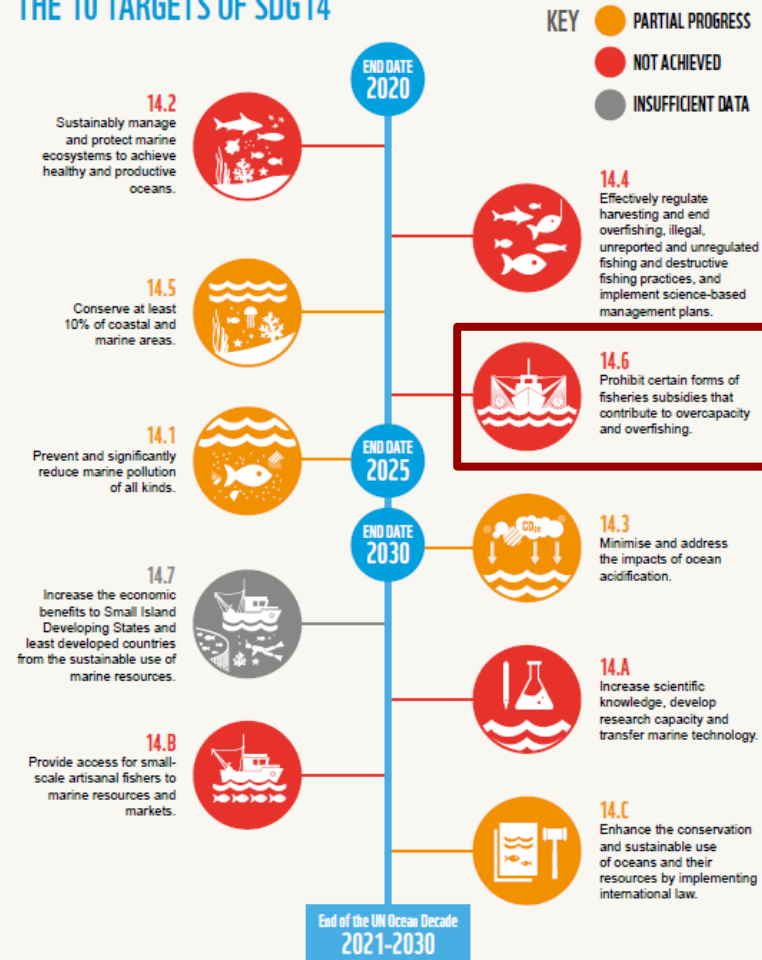 THE 10 TARGETS OF SDG14
KEY
PARTIAL PROGRESS
NOT ACHIEVED
INSUFFICIENT DATA
END DATE
2020
14.2
Sustainably manage
and protect marine
ecosystems to achieve
healthy and productive
oceans.
14.4
Effectively regulate
harvesting and end
overfishing, illegal,
unreported and unregulated
fishing and destructive
fishing practices, and
implement science-based
management plans.
14.5
Conserve at least
10% of coastal and
marine areas.
14.6
Prohibit certain forms of
fisheries subsidies that
contribute to overcapacity
and overfishing.
14.1
Prevent and significantly
reduce marine pollution
of all kinds.
END DATE
2025
END DATE
2030
CO₂
14.3
Minimise and address
the impacts of ocean
acidification.
14.7
Increase the economic
benefits to Small Island
Developing States and
least developed countries
from the sustainable use of
marine resources.
14.A
Increase scientific
knowledge, develop
research capacity and
transfer marine technology.
14.B
Provide access for small-
scale artisanal fishers to
marine resources and
markets.
14.C
Enhance the conservation
and sustainable use
of oceans and their
resources by implementing
international law.
End of the UN Ocean Decade
2021-2030